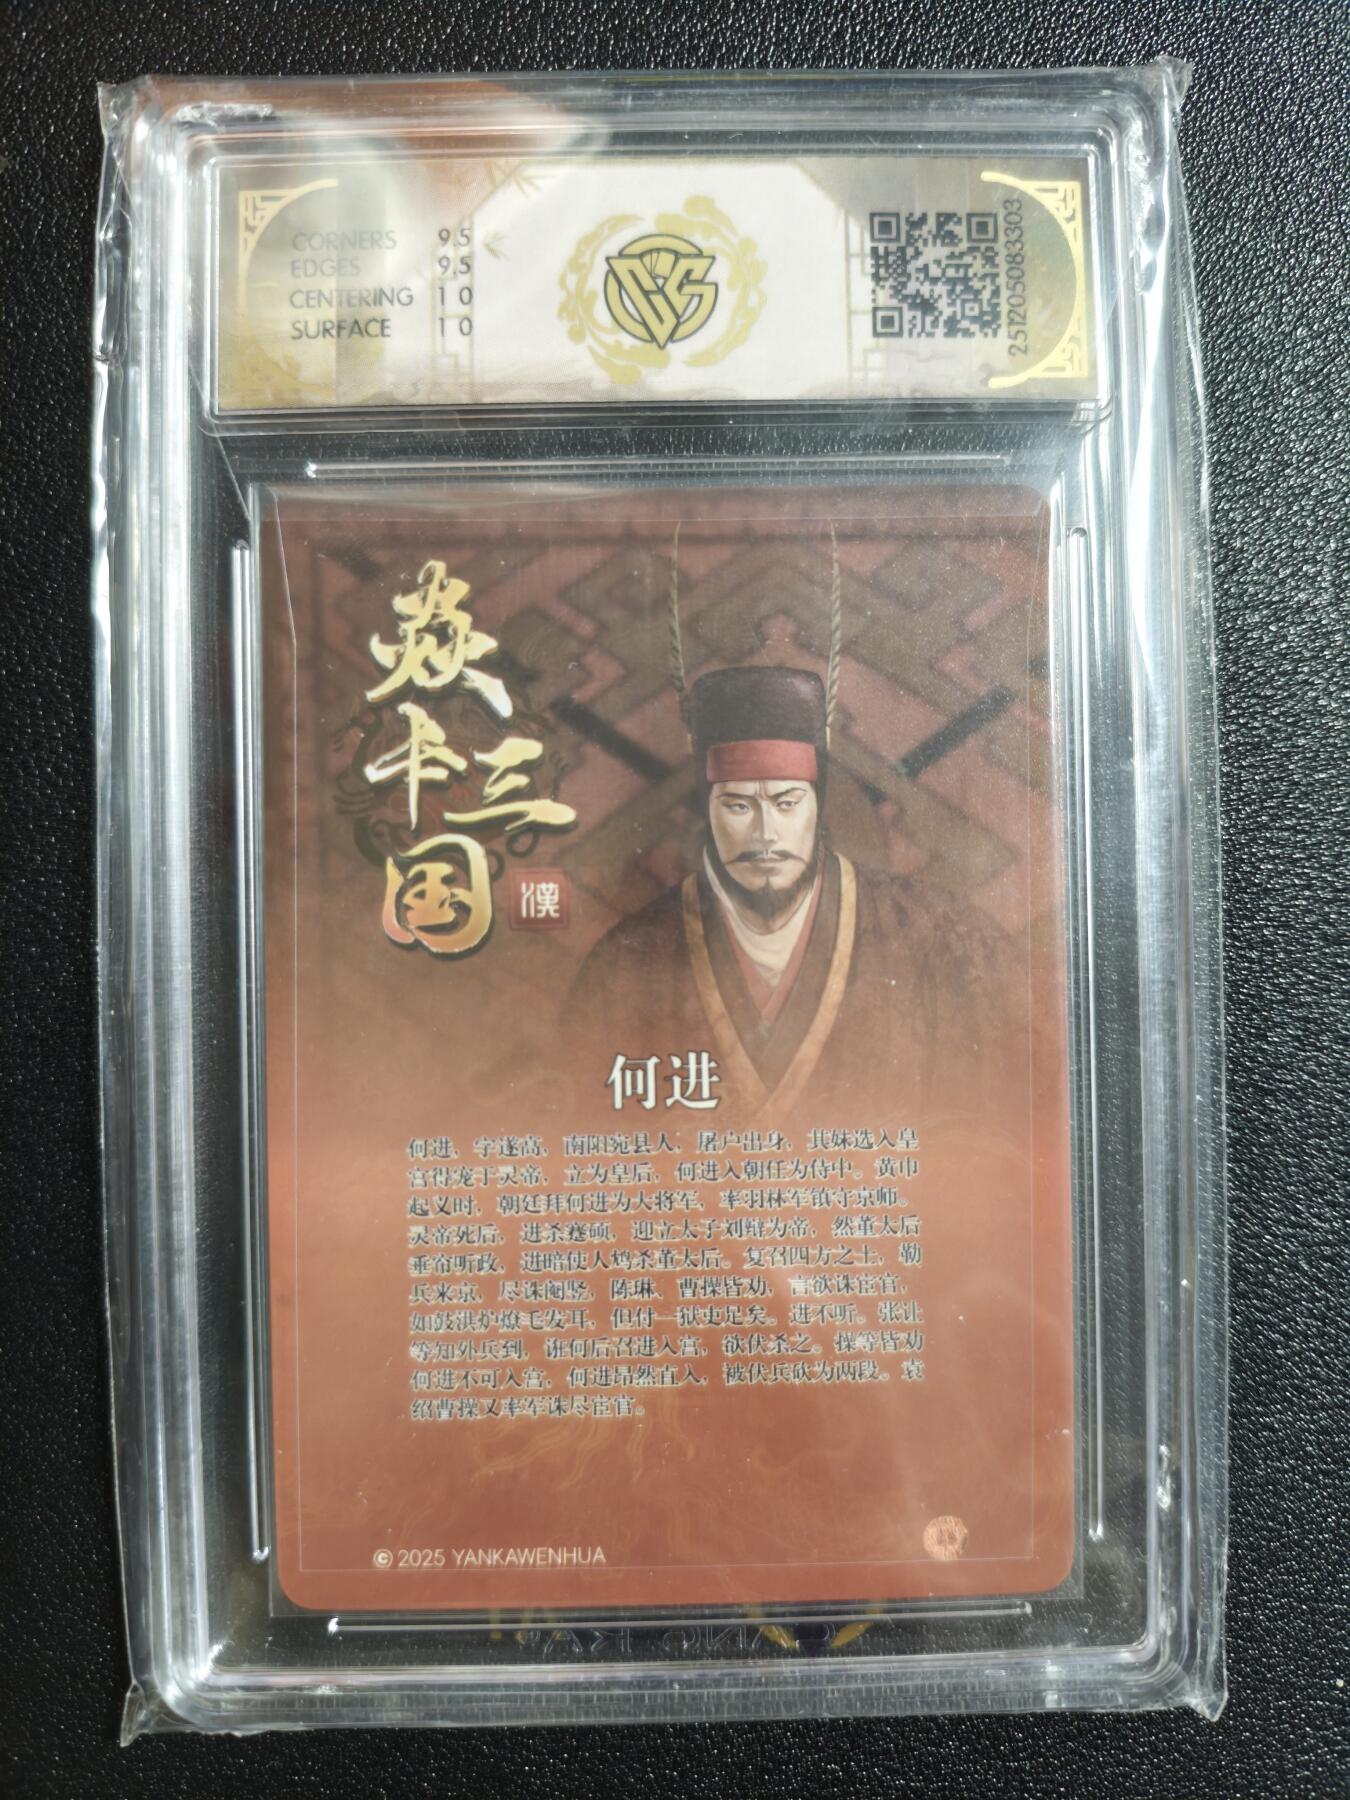 CORNERS 9.5
EDGES 9.5
CENTERING 10
SURFACE 10
CCS
251205083303
焱
卡三
国
漢
何进
何进，字遂高，南阳宛县人，屠户出身，其妹选入皇
宫得宠于灵帝，立为皇后，何进入朝任为侍中。黄巾
起义时，朝廷拜何进为大将军，率羽林军镇守京师。
灵帝死后，进杀蹇硕，迎立太子刘辩为帝，然董太后
垂帘听政，进暗使人鸩杀董太后。复召四方之士，勒
兵来京，尽诛阉竖，陈琳、曹操皆劝，言欲诛宦官，
如鼓洪炉燎毛发耳，但付一狱吏足矣。进不听。张让
等知外兵到，诳何后召进入宫，欲伏杀之。操等皆劝
何进不可入宫，何进昂然直入，被伏兵砍为两段。袁
绍曹操又率军诛尽宦官。
© 2025 YANKAWENHUA